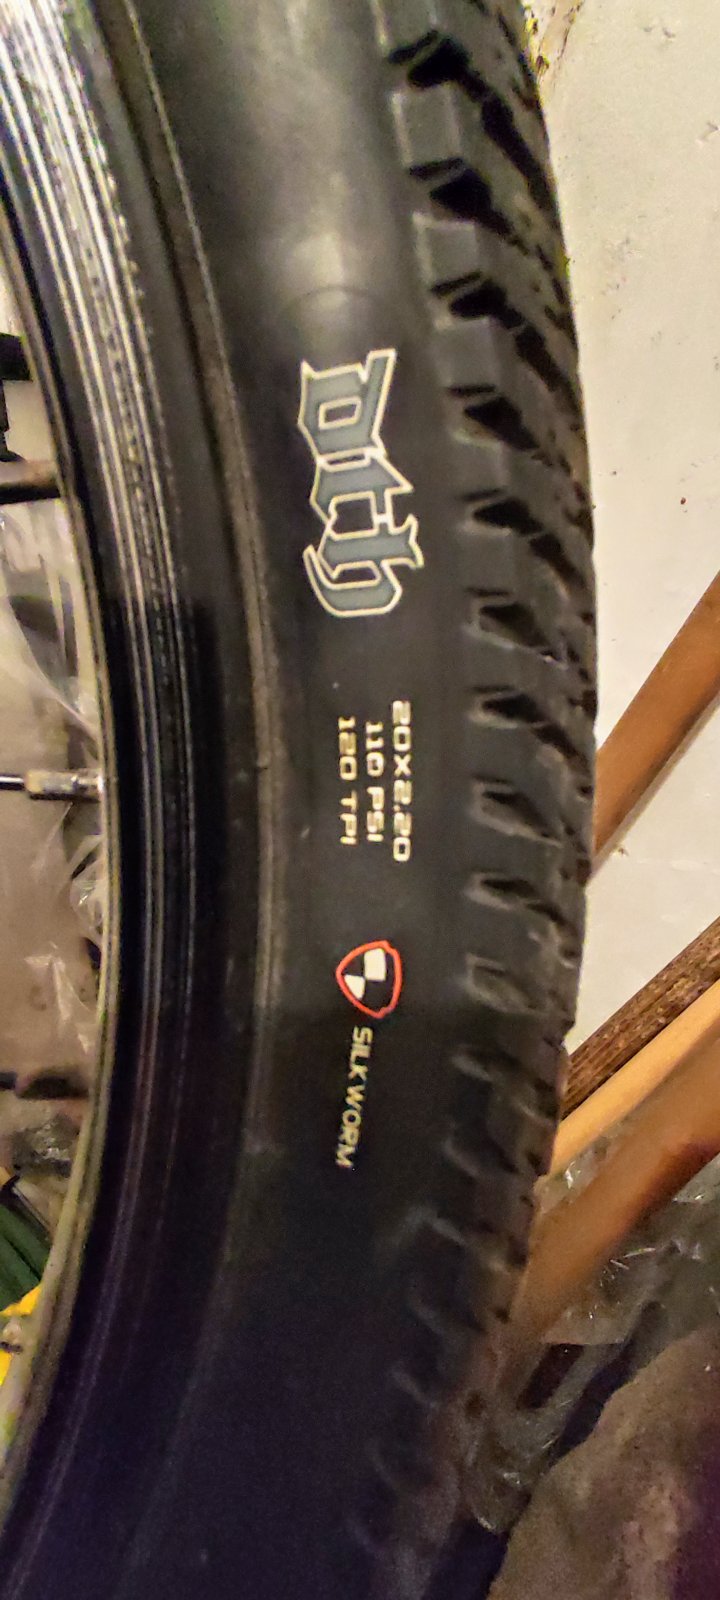 DTH
20X2.20
110 PSI
120 TPI
SILKWORM